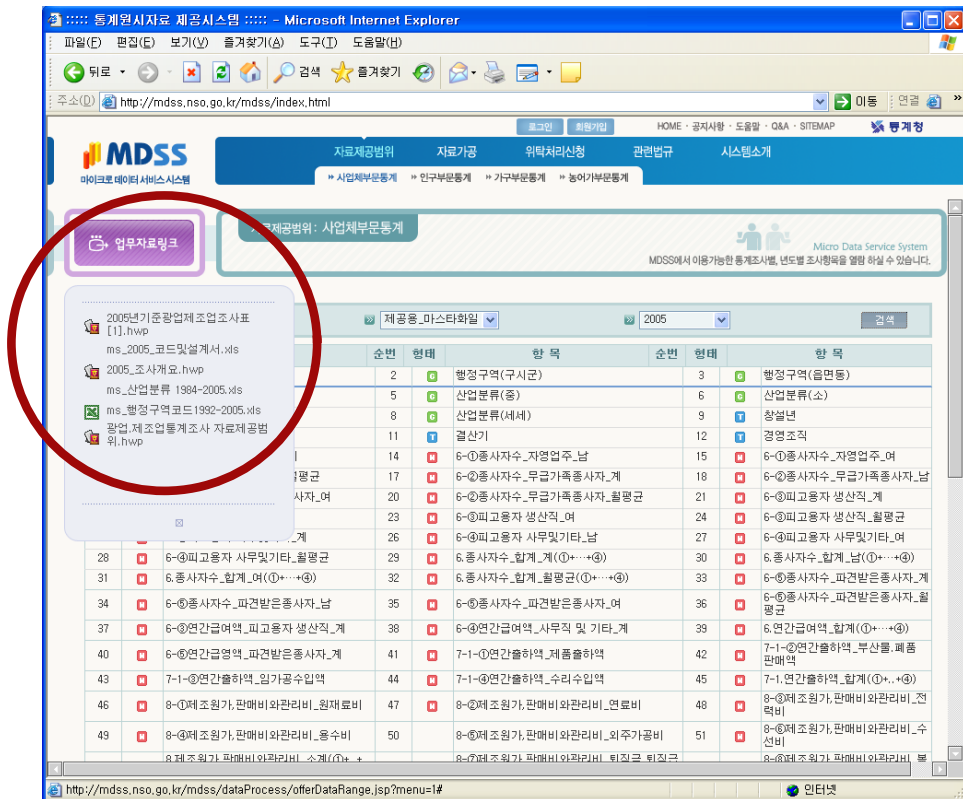 ::::: 통계원시자료 제공시스템 ::::: - Microsoft Internet Explorer
파일(F) 편집(E) 보기(V) 즐겨찾기(A) 도구(T) 도움말(H)
뒤로 검색 즐겨찾기
주소(D) http://mdss.nso.go.kr/mdss/index.html 이동 연결 »
로그인 회원가입 HOME · 공지사항 · 도움말 · Q&A · SITEMAP 통계청
MDSS 자료제공범위 자료가공 위탁처리신청 관련법규 시스템소개
마이크로 데이터 서비스 시스템 사업체부문통계 인구부문통계 가구부문통계 농어가부문통계
업무자료링크 자료제공범위 : 사업체부문통계
Micro Data Service System
MDSS에서 이용가능한 통계조사별, 년도별 조사항목을 열람 하실 수 있습니다.
2005년기준광업제조업조사표
[1].hwp
ms_2005_코드및설계서.xls
2005_조사개요.hwp
ms_산업분류 1984-2005.xls
ms_행정구역코드1992-2005.xls
광업.제조업통계조사 자료제공범
위.hwp
제공용_마스타화일 2005 검색
순번 형태 항 목 순번 형태 항 목
2 C 행정구역(구시군) 3 C 행정구역(읍면동)
5 C 산업분류(중) 6 C 산업분류(소)
8 C 산업분류(세세) 9 T 창설년
11 T 결산기 12 T 경영조직
14 N 6-①종사자수_자영업주_남 15 N 6-①종사자수_자영업주_여
월평균 17 N 6-②종사자수_무급가족종사자_계 18 N 6-②종사자수_무급가족종사자_남
사자_여 20 N 6-②종사자수_무급가족종사자_월평균 21 N 6-③피고용자 생산직_계
23 N 6-③피고용자 생산직_여 24 N 6-③피고용자 생산직_월평균
_계 26 N 6-④피고용자 사무및기타_남 27 N 6-④피고용자 사무및기타_여
28 N 6-④피고용자 사무및기타_월평균 29 N 6.종사자수_합계_계(①+···+④) 30 N 6.종사자수_합계_남(①+···+④)
31 N 6.종사자수_합계_여(①+···+④) 32 N 6.종사자수_합계_월평균(①+···+④) 33 N 6-⑤종사자수_파견받은종사자_계
34 N 6-⑤종사자수_파견받은종사자_남 35 N 6-⑤종사자수_파견받은종사자_여 36 N 6-⑤종사자수_파견받은종사자_월
평균
37 N 6-③연간급여액_피고용자 생산직_계 38 N 6-④연간급여액_사무직 및 기타_계 39 N 6.연간급여액_합계(①+···+④)
40 N 6-⑤연간급영액_파견받은종사자_계 41 N 7-1-①연간출하액_제품출하액 42 N 7-1-②연간출하액_부산물.폐품
판매액
43 N 7-1-③연간출하액_임가공수입액 44 N 7-1-④연간출하액_수리수입액 45 N 7-1.연간출하액_합계(①+..+④)
46 N 8-①제조원가,판매비와관리비_원재료비 47 N 8-②제조원가,판매비와관리비_연료비 48 N 8-③제조원가,판매비와관리비_전
력비
49 N 8-④제조원가,판매비와관리비_용수비 50 8-⑤제조원가,판매비와관리비_외주가공비 51 N 8-⑥제조원가,판매비와관리비_수
선비
http://mdss.nso.go.kr/mdss/dataProcess/offerDataRange.jsp?menu=1# 인터넷